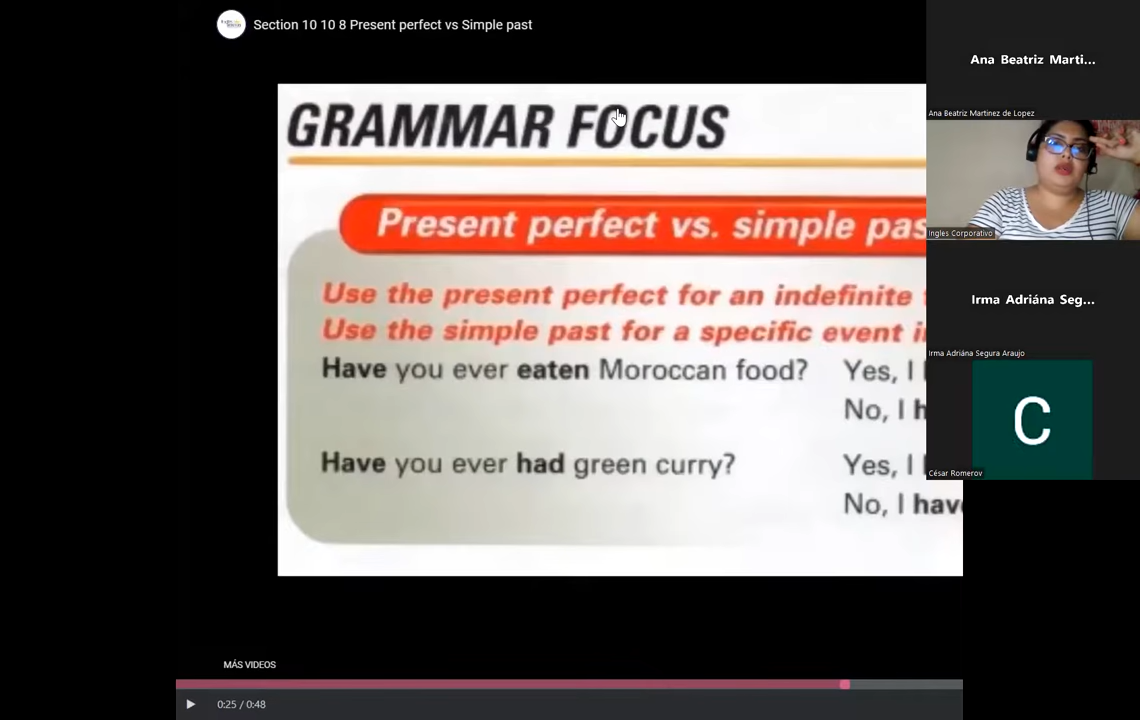 Section 10 10 8 Present perfect vs Simple past
Ana Beatriz Marti...
Ana Beatriz Martinez de Lopez
GRAMMAR FOCUS
Present perfect vs. simple pas
Ingles Corporativo
Use the present perfect for an indefinite
Irma Adriána Seg...
Use the simple past for a specific event i
Irma Adriána Segura Araujo
Have you ever eaten Moroccan food? Yes, I
No, I h
C
Have you ever had green curry? Yes, I
César Romerov
No, I have
MÁS VIDEOS
0:25 / 0:48